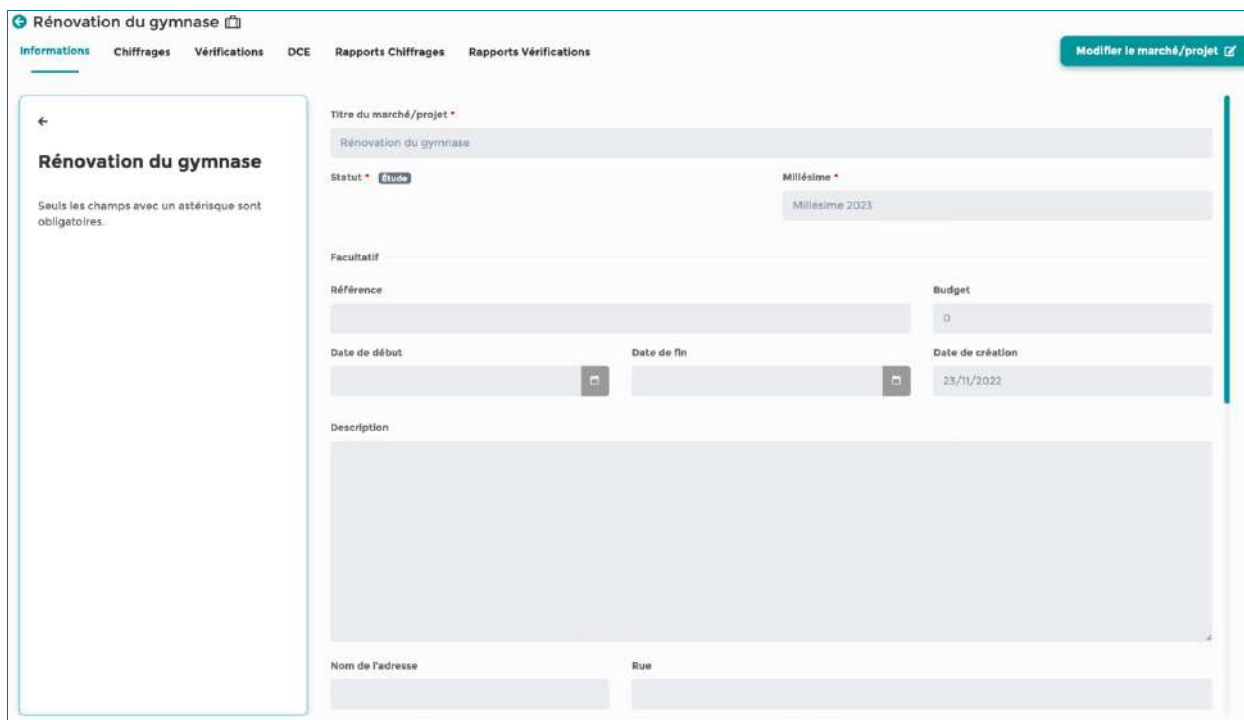 Rénovation du gymnase
Informations Chiffrages Vérifications DCE Rapports Chiffrages Rapports Vérifications
Modifier le marché/projet
Rénovation du gymnase
Seuls les champs avec un astérisque sont
obligatoires.
Titre du marché/projet *
Rénovation du gymnase
Statut * Étude
Millésime *
Millésime 2023
Facultatif
Référence
Budget
0
Date de début
Date de fin
Date de création
23/11/2022
Description
Nom de l'adresse
Rue